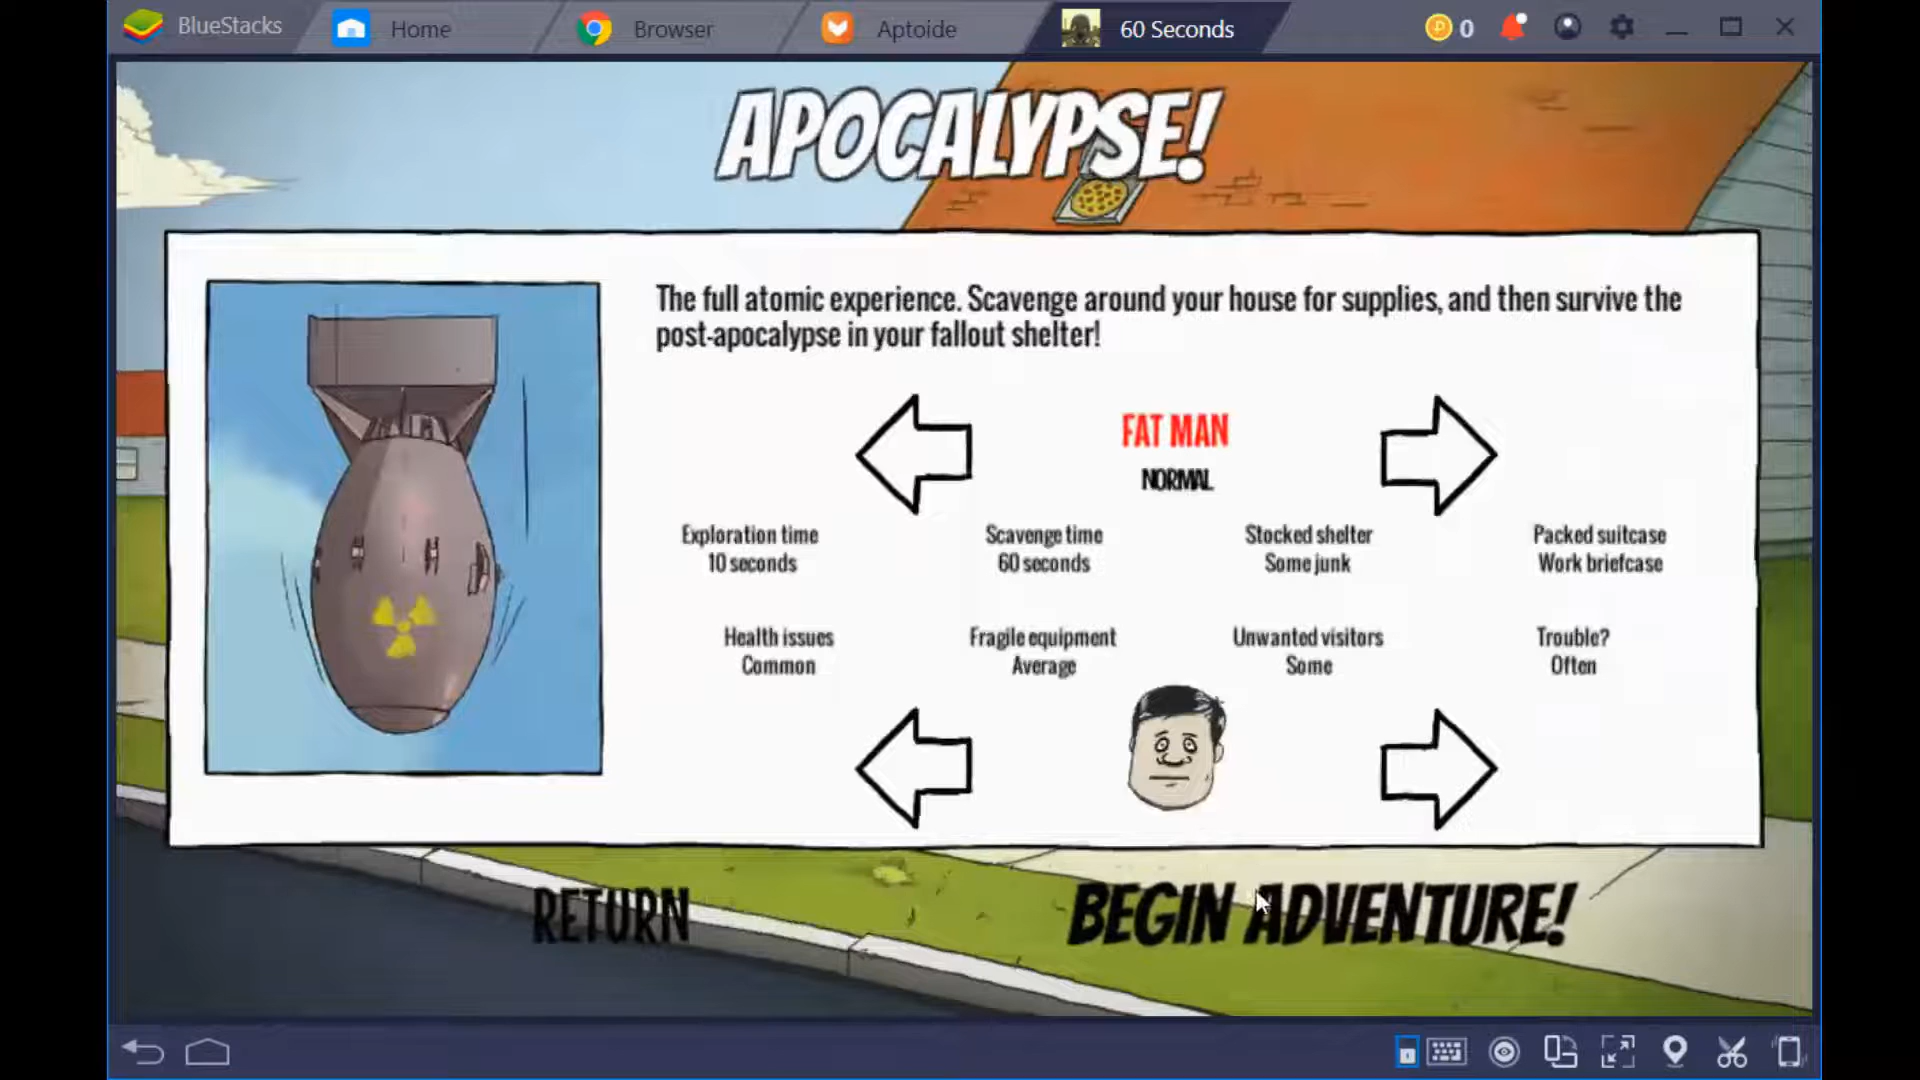 BlueStacks
Home
Browser
Aptoide
60 Seconds
0
APOCALYPSE!
The full atomic experience. Scavenge around your house for supplies, and then survive the
post-apocalypse in your fallout shelter!
FAT MAN
NORMAL
Exploration time
10 seconds
Scavenge time
60 seconds
Stocked shelter
Some junk
Packed suitcase
Work briefcase
Health issues
Common
Fragile equipment
Average
Unwanted visitors
Some
Trouble?
Often
RETURN
BEGIN ADVENTURE!